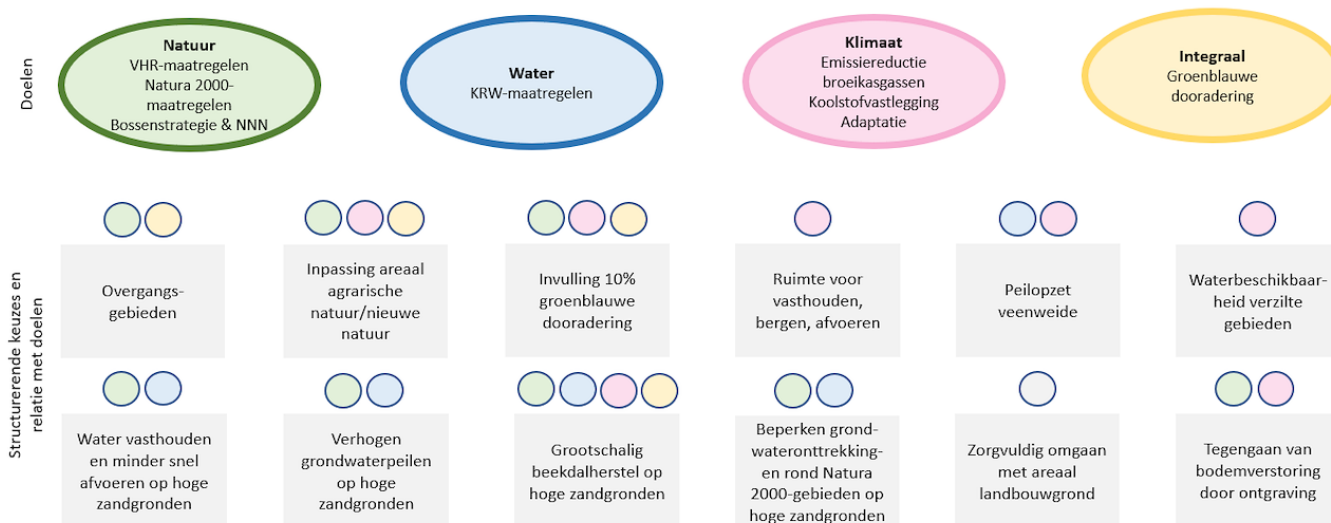 Doelen
Natuur
VHR-maatregelen
Natura 2000-
maatregelen
Bossenstrategie & NNN
Water
KRW-maatregelen
Klimaat
Emissiereductie
broeikasgassen
Koolstofvastlegging
Adaptatie
Integraal
Groenblauwe
dooradering
Structurerende keuzes en
relatie met doelen
Overgangs-
gebieden
Inpassing areaal
agrarische
natuur/nieuwe
natuur
Invulling 10%
groenblauwe
dooradering
Ruimte voor
vasthouden,
bergen, afvoeren
Peilopzet
veenweide
Waterbeschikbaar-
heid verzilte
gebieden
Water vasthouden
en minder snel
afvoeren op hoge
zandgronden
Verhogen
grondwaterpeilen
op hoge
zandgronden
Grootschalig
beekdalherstel op
hoge zandgronden
Beperken grond-
wateronttrekking-
en rond Natura
2000-gebieden op
hoge zandgronden
Zorgvuldig omgaan
met areaal
landbouwgrond
Tegengaan van
bodemverstoring
door ontgraving